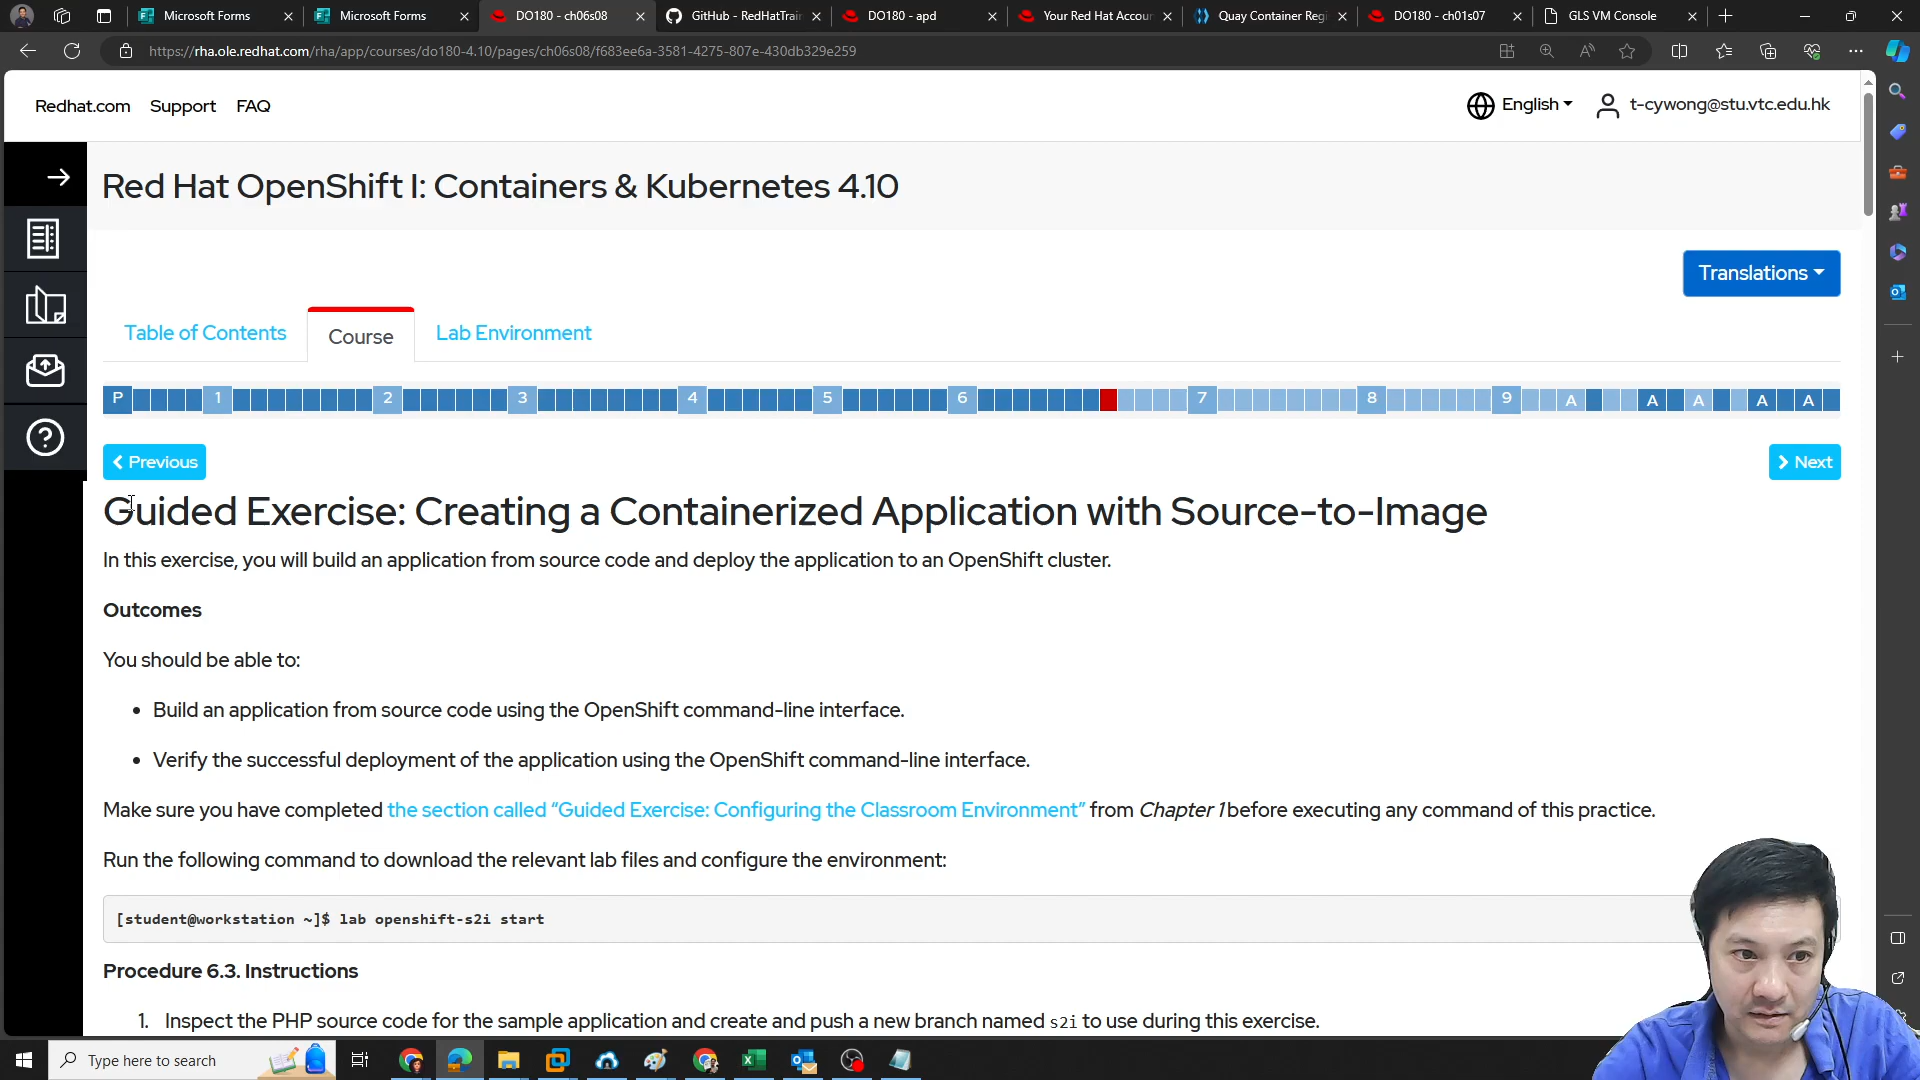 Microsoft Forms
Microsoft Forms
DO180 - ch06s08
GitHub - RedHatTrai
DO180 - apd
Your Red Hat Accoun
Quay Container Regi
DO180 - ch01s07
GLS VM Console
https://rha.ole.redhat.com/rha/app/courses/do180-4.10/pages/ch06s08/f683ee6a-3581-4275-807e-430db329e259
Redhat.com Support FAQ
English
t-cywong@stu.vtc.edu.hk
Red Hat OpenShift I: Containers & Kubernetes 4.10
Translations
Table of Contents Course Lab Environment
P 1 2 3 4 5 6 7 8 9 A A A A A
Previous
Next
Guided Exercise: Creating a Containerized Application with Source-to-Image
In this exercise, you will build an application from source code and deploy the application to an OpenShift cluster.
Outcomes
You should be able to:
• Build an application from source code using the OpenShift command-line interface.
• Verify the successful deployment of the application using the OpenShift command-line interface.
Make sure you have completed the section called “Guided Exercise: Configuring the Classroom Environment” from Chapter 1 before executing any command of this practice.
Run the following command to download the relevant lab files and configure the environment:
[student@workstation ~]$ lab openshift-s2i start
Procedure 6.3. Instructions
1. Inspect the PHP source code for the sample application and create and push a new branch named s2i to use during this exercise.
Type here to search